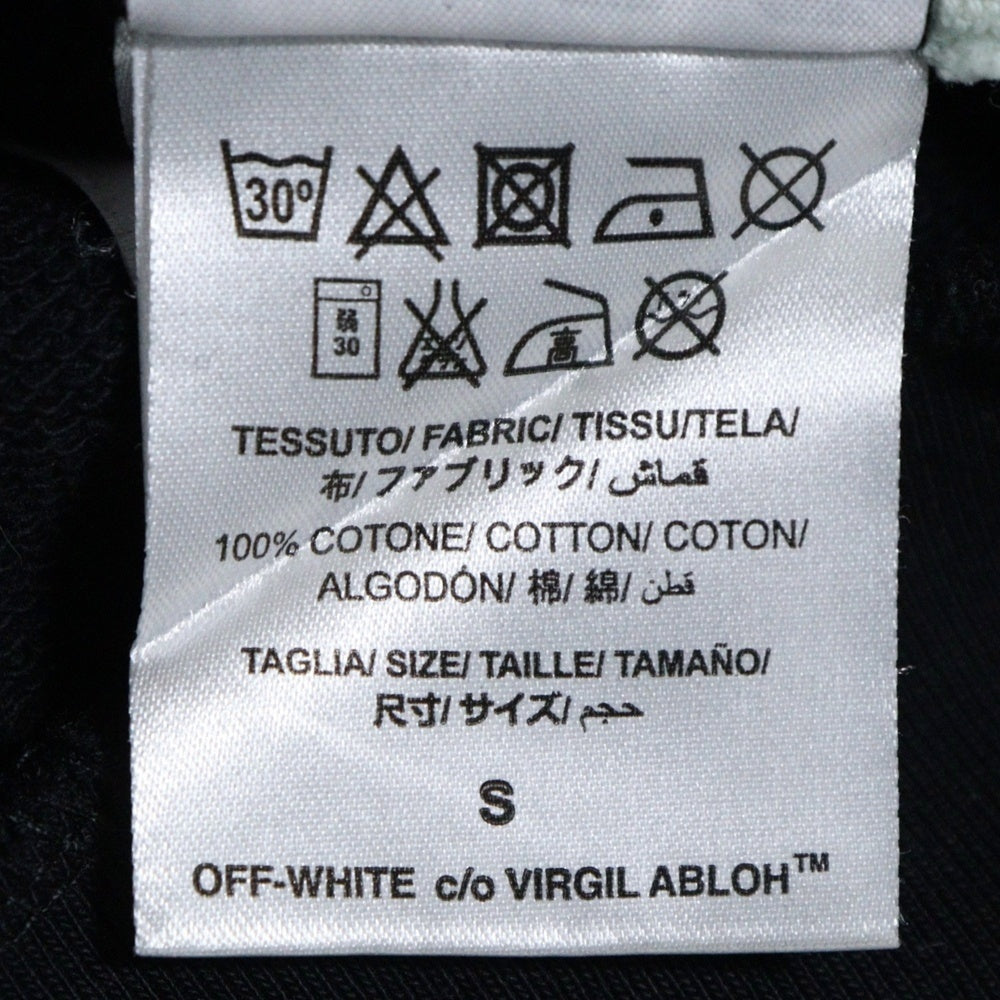 30º
弱
30
高
TESSUTO/ FABRIC/ TISSU/TELA/
布/ ファブリック/ قماش
100% COTONE/ COTTON/ COTON/
ALGODÓN/ 棉/ 綿/ قطن
TAGLIA/ SIZE/ TAILLE/ TAMAÑO/
尺寸/ サイズ/ حجم
S
OFF-WHITE c/o VIRGIL ABLOH™